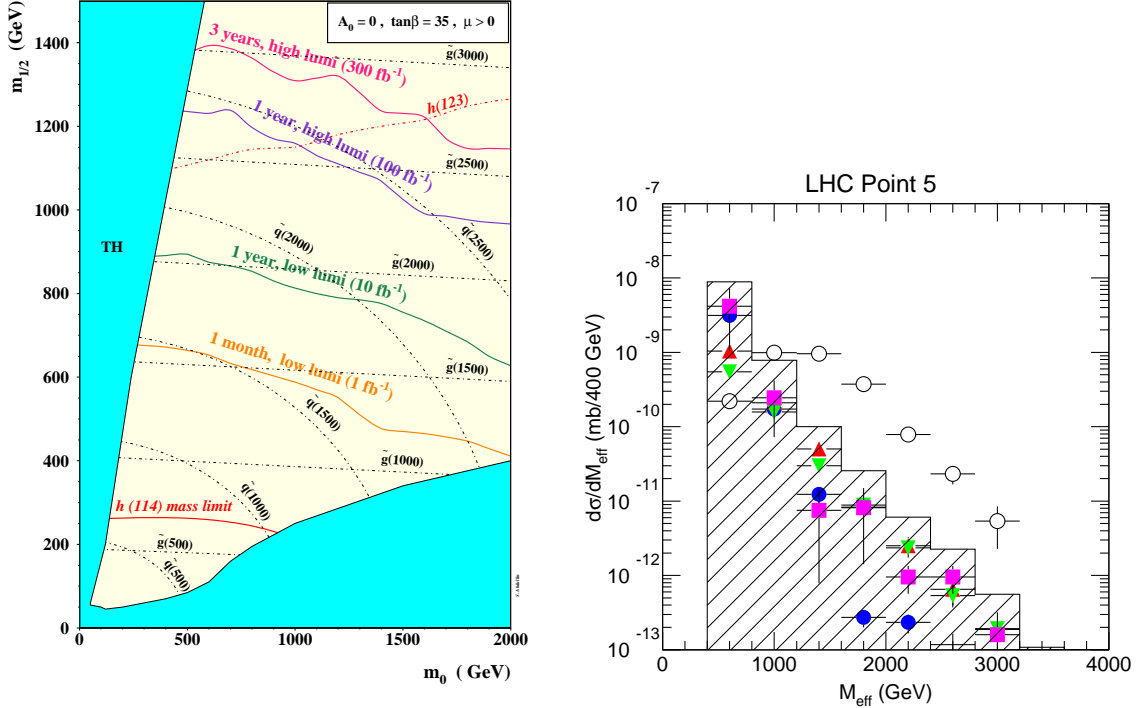 A₀ = 0 , tanβ = 35 , μ > 0
m₁/₂ (GeV)
1400
1200
1000
800
600
400
200
0
0
500
1000
1500
2000
m₀ ( GeV)
TH
3 years, high lumi (300 fb⁻¹)
g̃(3000)
h(123)
1 year, high lumi (100 fb⁻¹)
g̃(2500)
q̃(2500)
q̃(2000)
g̃(2000)
1 year, low lumi (10 fb⁻¹)
1 month, low lumi (1 fb⁻¹)
g̃(1500)
q̃(1500)
g̃(1000)
q̃(1000)
h (114) mass limit
g̃(500)
q̃(500)
LHC Point 5
dσ/dM_eff (mb/400 GeV)
10⁻⁷
10⁻⁸
10⁻⁹
10⁻¹⁰
10⁻¹¹
10⁻¹²
10⁻¹³
0
1000
2000
3000
4000
M_eff (GeV)